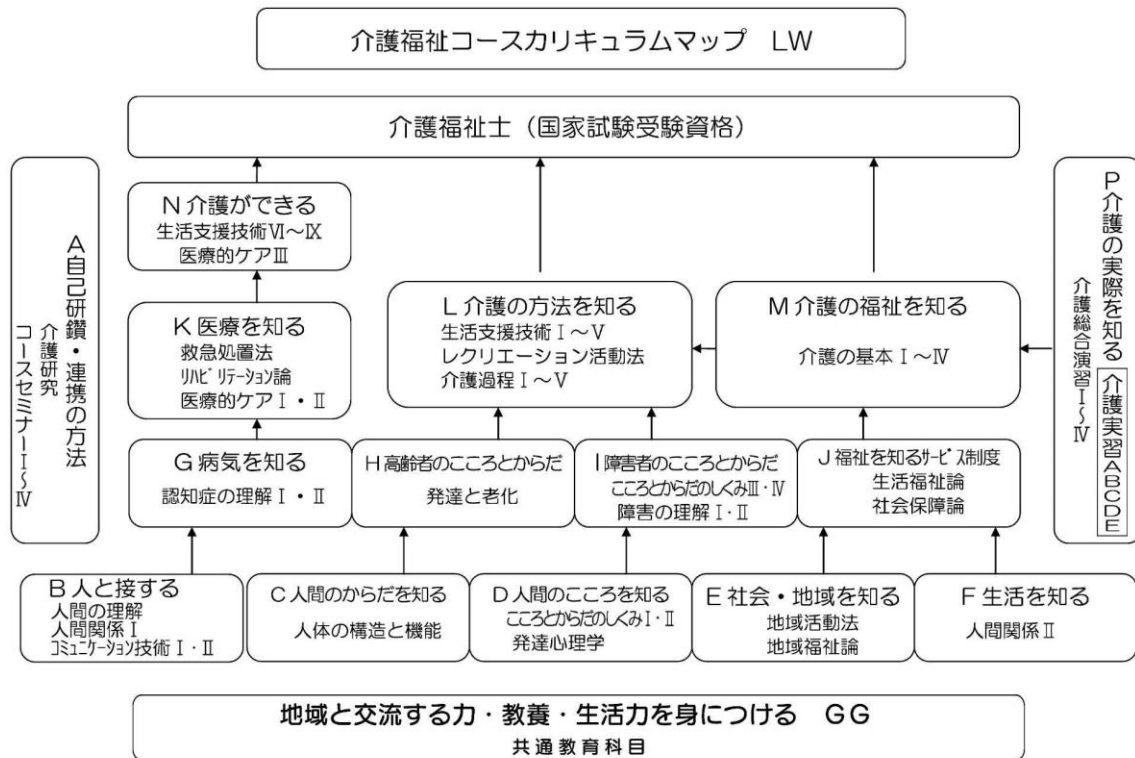 介護福祉コースカリキュラムマップ LW
介護福祉士（国家試験受験資格）
A自己研鑽・連携の方法
介護研究
コースセミナーⅠ～Ⅳ
N 介護ができる
生活支援技術Ⅵ～Ⅸ
医療的ケアⅢ
P介護の実際を知る
介護実習ABCDE
介護総合演習Ⅰ～Ⅳ
K 医療を知る
救急処置法
ﾘﾊﾋﾞﾘﾃｰｼｮﾝ論
医療的ケアⅠ・Ⅱ
L 介護の方法を知る
生活支援技術Ⅰ～Ⅴ
レクリエーション活動法
介護過程Ⅰ～Ⅴ
M 介護の福祉を知る
介護の基本Ⅰ～Ⅳ
G 病気を知る
認知症の理解Ⅰ・Ⅱ
H 高齢者のこころとからだ
発達と老化
I 障害者のこころとからだ
こころとからだのしくみⅢ・Ⅳ
障害の理解Ⅰ・Ⅱ
J 福祉を知るｻｰﾋﾞｽ制度
生活福祉論
社会保障論
B 人と接する
人間の理解
人間関係Ⅰ
ｺﾐｭﾆｹｰｼｮﾝ技術Ⅰ・Ⅱ
C 人間のからだを知る
人体の構造と機能
D 人間のこころを知る
こころとからだのしくみⅠ・Ⅱ
発達心理学
E 社会・地域を知る
地域活動法
地域福祉論
F 生活を知る
人間関係Ⅱ
地域と交流する力・教養・生活力を身につける GG
共通教育科目